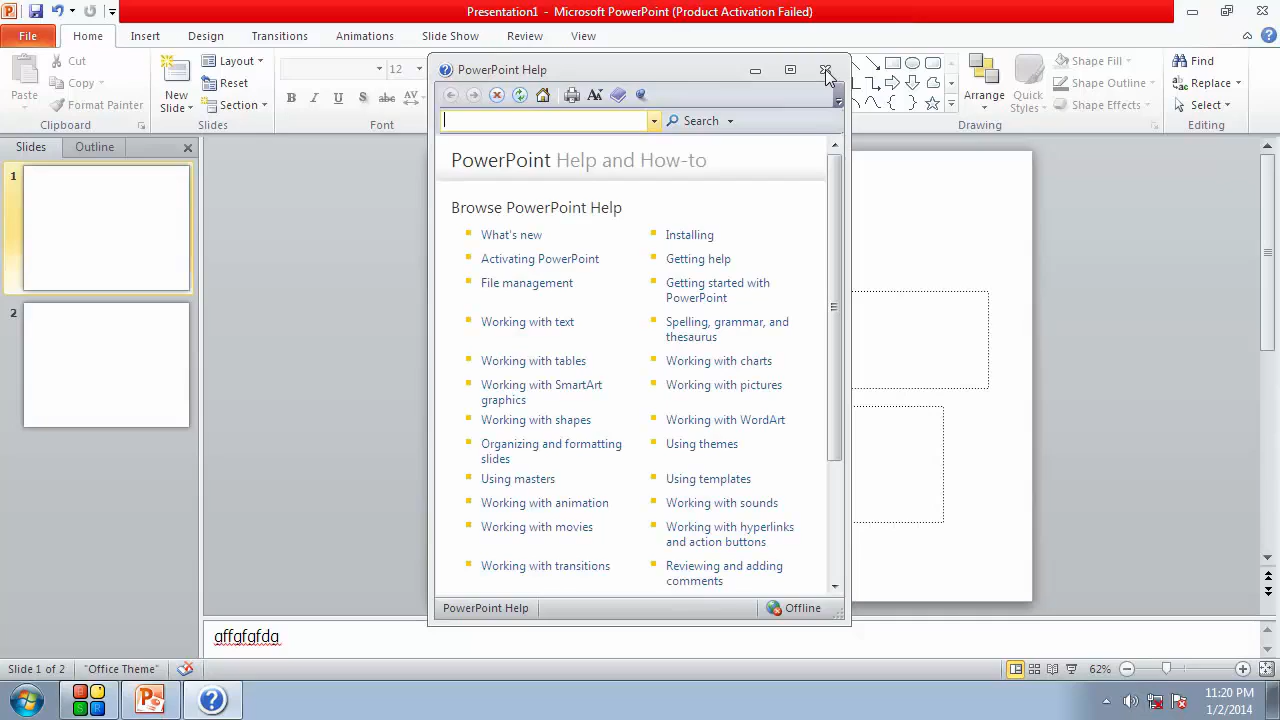 Presentation1 - Microsoft PowerPoint (Product Activation Failed)
File Home Insert Design Transitions Animations Slide Show Review View
Paste
Cut
Copy
Format Painter
Clipboard
New
Slide
Layout
Reset
Section
Slides
12
B I U S abc
Font
Arrange
Quick
Styles
Shape Fill
Shape Outline
Shape Effects
Drawing
Find
Replace
Select
Editing
Slides Outline
1
2
PowerPoint Help
Search
PowerPoint Help and How-to
Browse PowerPoint Help
What's new
Installing
Activating PowerPoint
Getting help
File management
Getting started with
PowerPoint
Working with text
Spelling, grammar, and
thesaurus
Working with tables
Working with charts
Working with SmartArt
graphics
Working with pictures
Working with shapes
Working with WordArt
Organizing and formatting
slides
Using themes
Using masters
Using templates
Working with animation
Working with sounds
Working with movies
Working with hyperlinks
and action buttons
Working with transitions
Reviewing and adding
comments
PowerPoint Help
Offline
affgfgfdg
Slide 1 of 2 "Office Theme" 62%
11:20 PM
1/2/2014